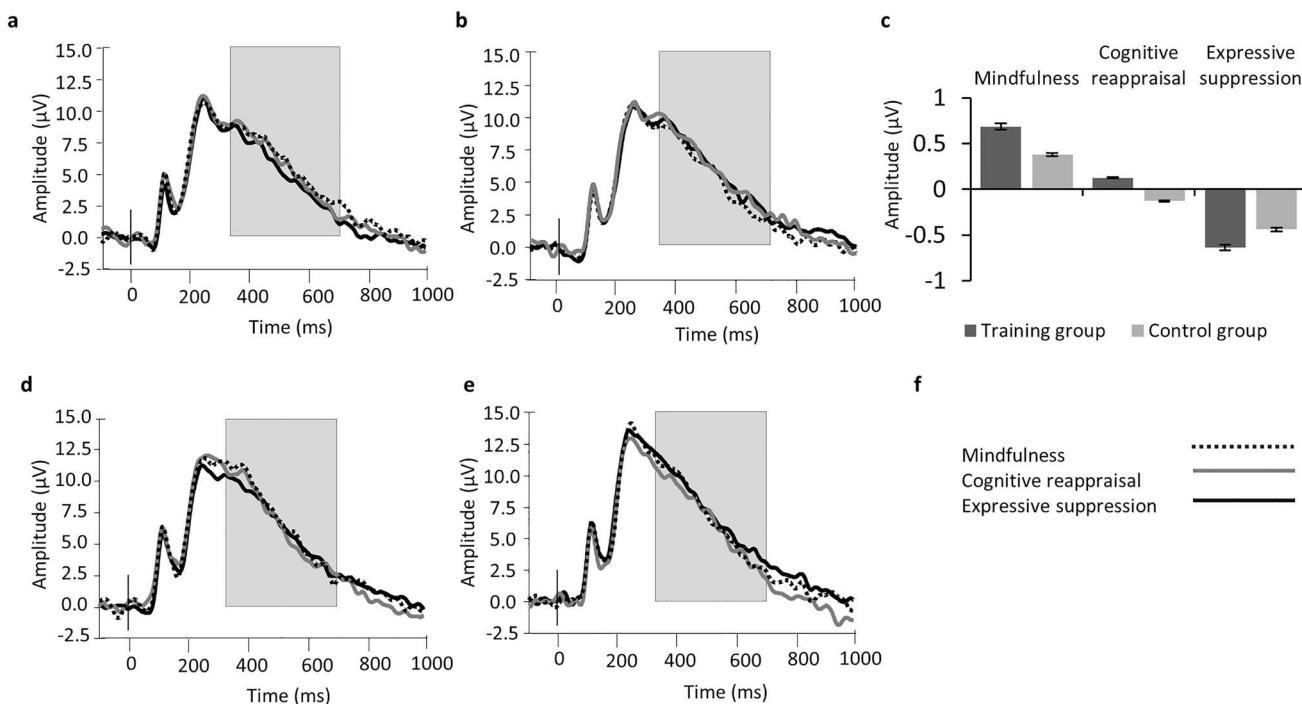 a
15.0
12.5
10.0
7.5
5.0
2.5
0.0
-2.5
Amplitude (µV)
0 200 400 600 800 1000
Time (ms)
b
15.0
12.5
10.0
7.5
5.0
2.5
0.0
-2.5
Amplitude (µV)
0 200 400 600 800 1000
Time (ms)
c
Mindfulness
Cognitive
reappraisal
Expressive
suppression
1
0.5
0
-0.5
-1
Amplitude (µV)
Training group Control group
d
15.0
12.5
10.0
7.5
5.0
2.5
0.0
-2.5
Amplitude (µV)
0 200 400 600 800 1000
Time (ms)
e
15.0
12.5
10.0
7.5
5.0
2.5
0.0
-2.5
Amplitude (µV)
0 200 400 600 800 1000
Time (ms)
f
Mindfulness
Cognitive reappraisal
Expressive suppression